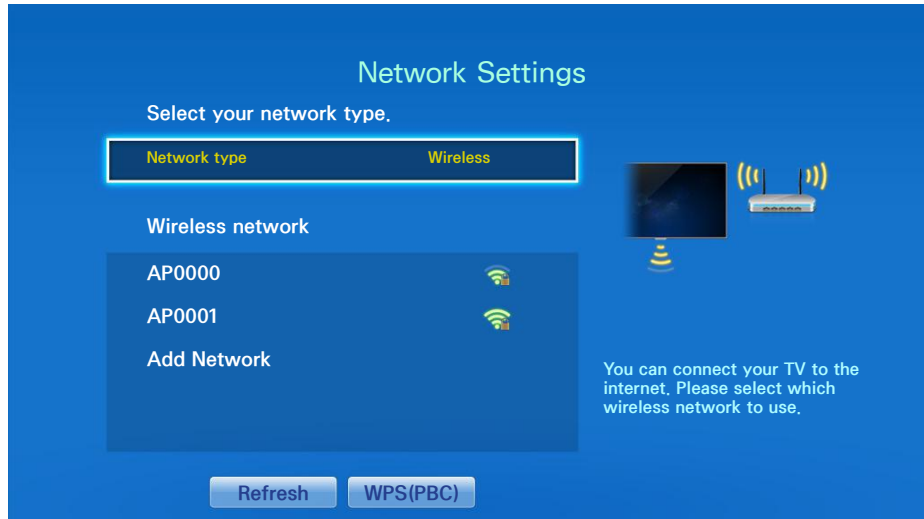 Network Settings
Select your network type.
Network type Wireless
Wireless network
AP0000
AP0001
Add Network
You can connect your TV to the
internet. Please select which
wireless network to use.
Refresh WPS(PBC)